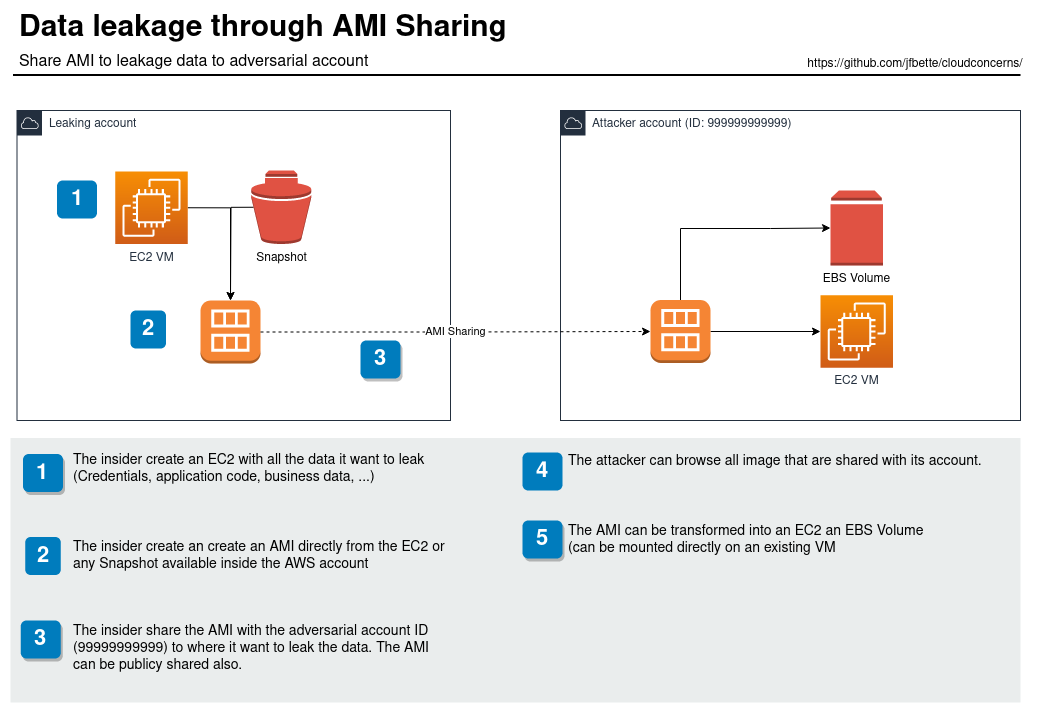 Data leakage through AMI Sharing
Share AMI to leakage data to adversarial account
https://github.com/jfbette/cloudconcerns/
Leaking account
Attacker account (ID: 999999999999)
1
EC2 VM
Snapshot
EBS Volume
2
AMI Sharing
3
EC2 VM
1
The insider create an EC2 with all the data it want to leak
(Credentials, application code, business data, ...)
2
The insider create an create an AMI directly from the EC2 or
any Snapshot available inside the AWS account
3
The insider share the AMI with the adversarial account ID
(99999999999) to where it want to leak the data. The AMI
can be publicy shared also.
4
The attacker can browse all image that are shared with its account.
5
The AMI can be transformed into an EC2 an EBS Volume
(can be mounted directly on an existing VM